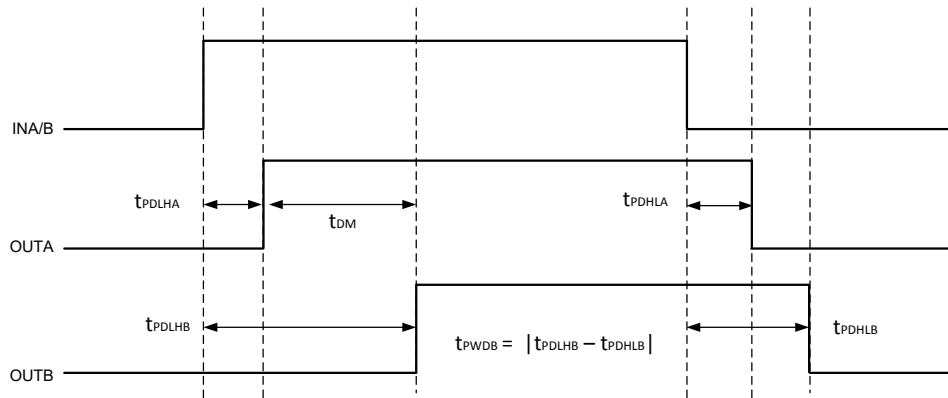 INA/B
tPDLHA
tDM
tPDHLA
OUTA
tPDLHB
tPWDB = |tPDLHB – tPDHLB|
tPDHLB
OUTB